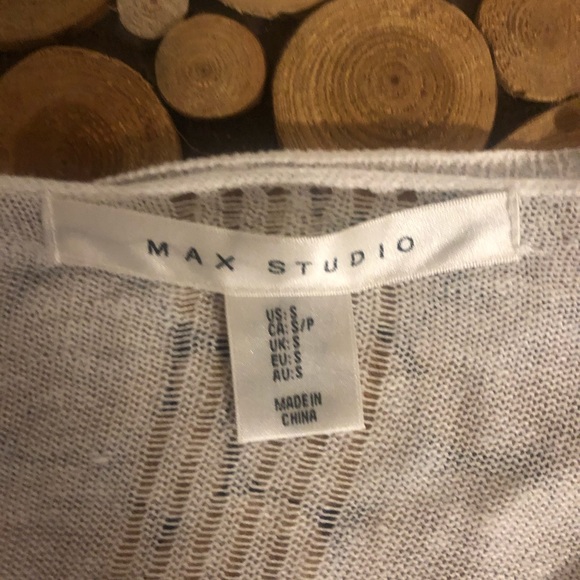 MAX STUDIO
US:S
CA:S/P
UK:S
EU:S
AU:S
MADE IN
CHINA